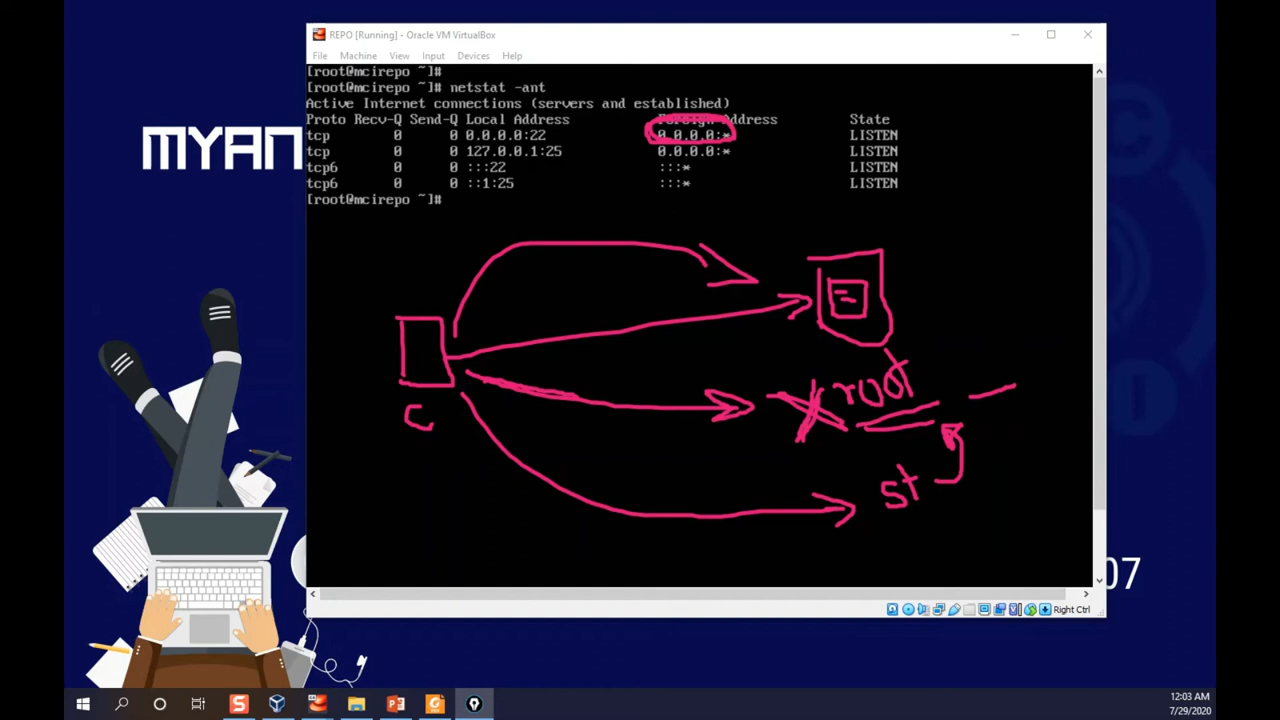 REPO [Running] - Oracle VM VirtualBox
File Machine View Input Devices Help
[root@mcirepo ~]#
[root@mcirepo ~]# netstat -ant
Active Internet connections (servers and established)
Proto Recv-Q Send-Q Local Address Foreign Address State
tcp 0 0 0.0.0.0:22 0.0.0.0:* LISTEN
tcp 0 0 127.0.0.1:25 0.0.0.0:* LISTEN
tcp6 0 0 :::22 :::* LISTEN
tcp6 0 0 ::1:25 :::* LISTEN
[root@mcirepo ~]#
MYAN
root
C
st
07
Right Ctrl
12:03 AM
7/29/2020